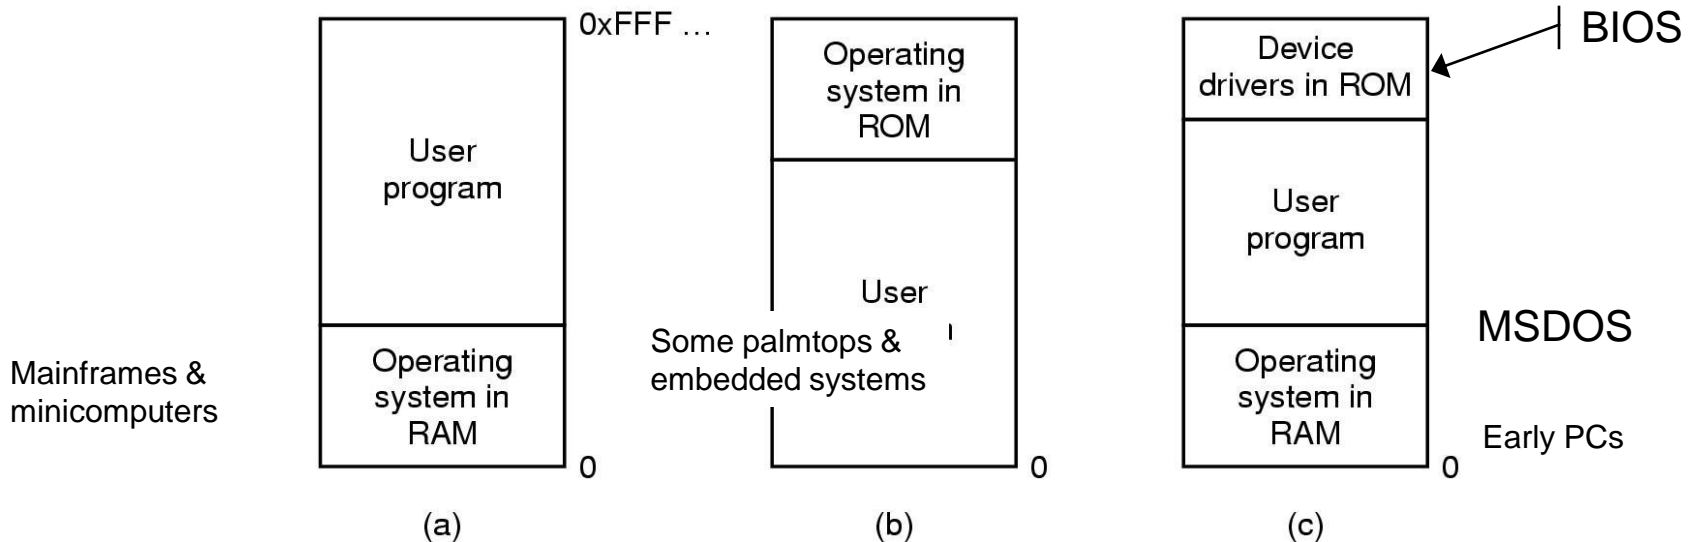 0xFFF ...
User
program
Operating
system in
RAM
0
Mainframes &
minicomputers
(a)
Operating
system in
ROM
User
Some palmtops &
embedded systems
0
(b)
BIOS
Device
drivers in ROM
User
program
MSDOS
Operating
system in
RAM
Early PCs
0
(c)